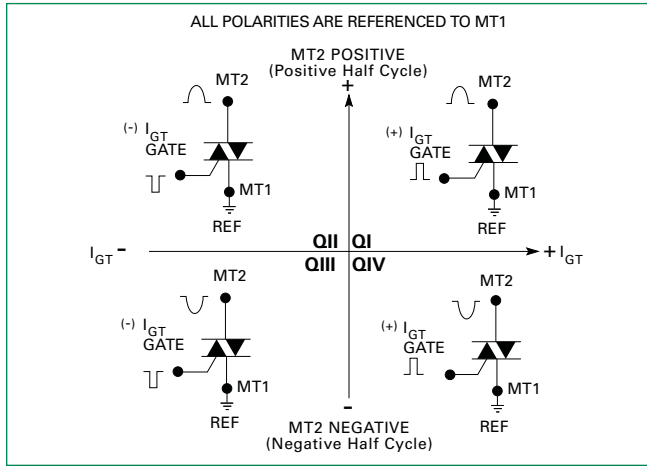 ALL POLARITIES ARE REFERENCED TO MT1
MT2 POSITIVE
(Positive Half Cycle)
+
MT2
(-) IGT
GATE
MT1
REF
MT2
(+) IGT
GATE
MT1
REF
IGT -
QII QI
QIII QIV
+ IGT
MT2
(-) IGT
GATE
MT1
REF
MT2
(+) IGT
GATE
MT1
REF
-
MT2 NEGATIVE
(Negative Half Cycle)